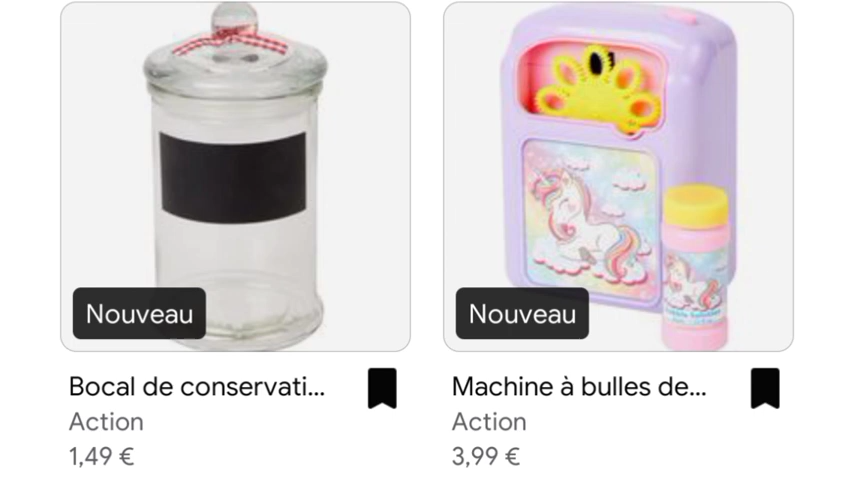 Nouveau
Nouveau
Bocal de conservati...
Machine à bulles de...
Action
Action
1,49 €
3,99 €